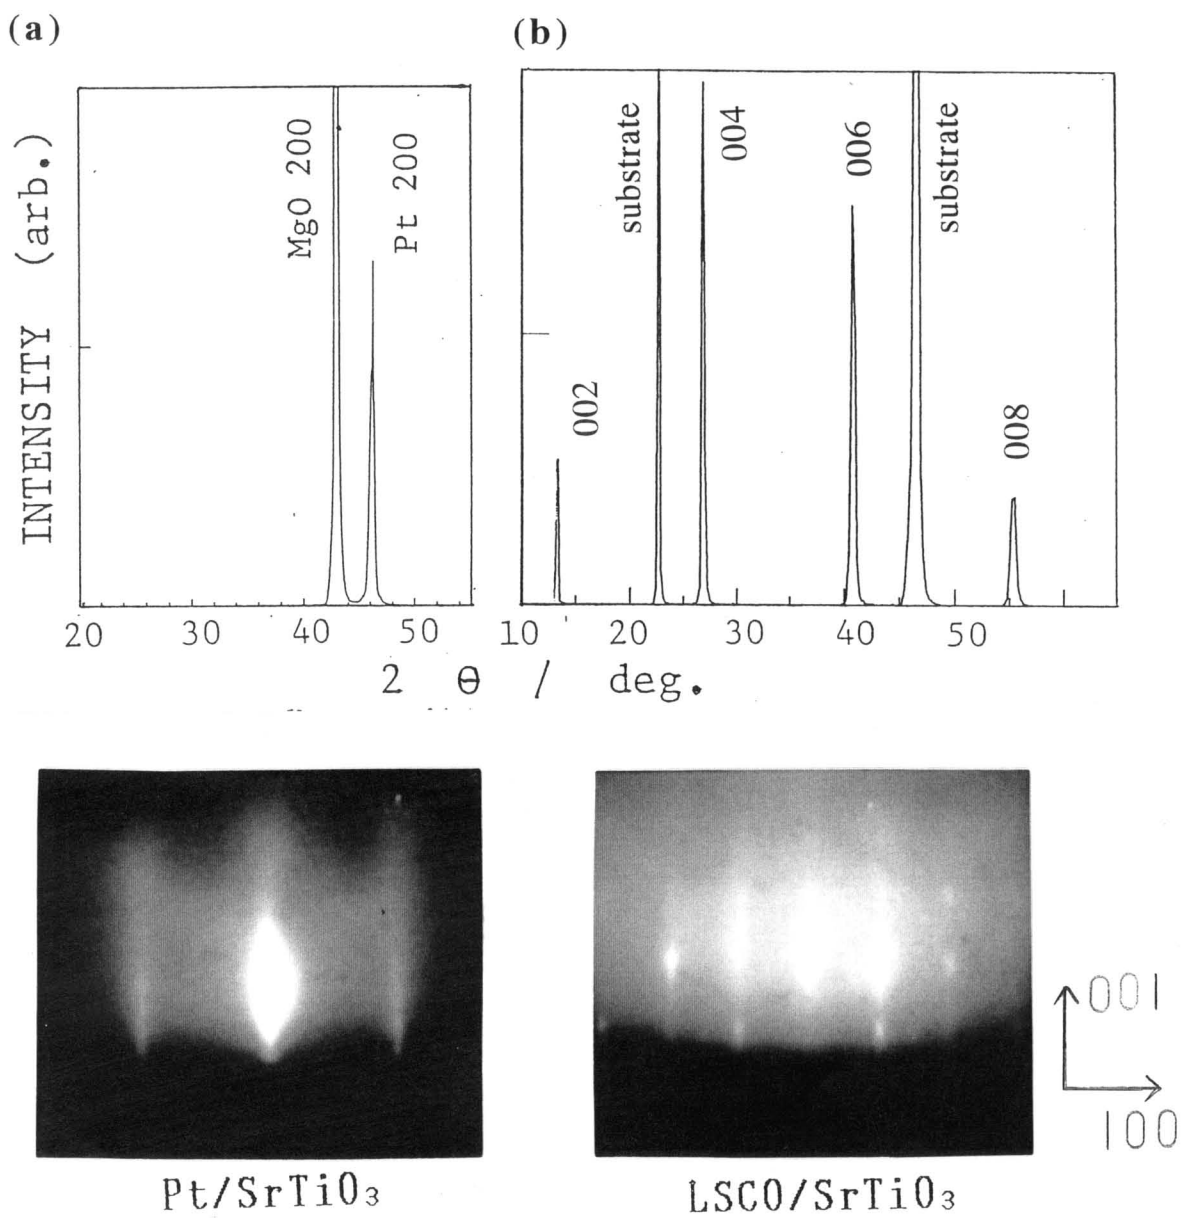 (a)
(b)
INTENSITY (arb.)
MgO 200
Pt 200
substrate
004
006
substrate
002
008
20 30 40 50
10 20 30 40 50
2 θ / deg.
001
100
Pt/SrTiO₃
LSCO/SrTiO₃